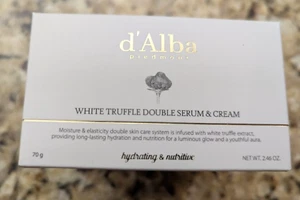 d'Alba
piedmont
WHITE TRUFFLE DOUBLE SERUM & CREAM
Moisture & elasticity double skin care system is infused with white truffle extract,
providing long-lasting hydration and nutrition for a luminous glow and a youthful aura.
hydrating & nutritive
70 g
NET WT. 2.46 OZ.